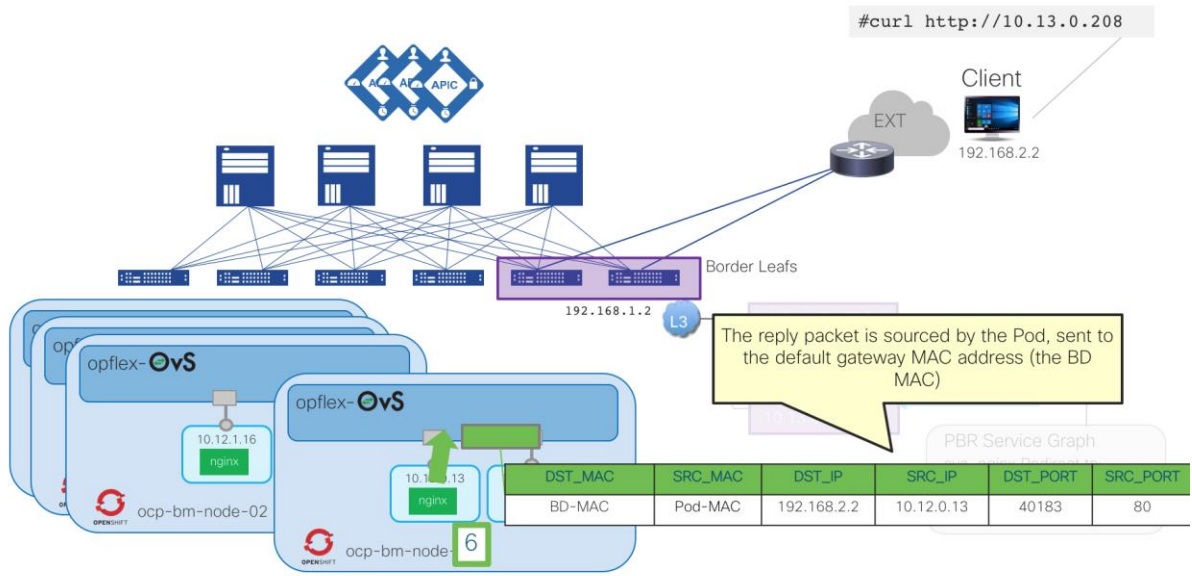 #curl http://10.13.0.208
Client
APIC
EXT
192.168.2.2
Border Leafs
192.168.1.2
L3
The reply packet is sourced by the Pod, sent to
the default gateway MAC address (the BD
MAC)
opflex-OvS
opflex-OvS
10.12.1.16
nginx
nginx
PBR Service Graph
DST_MAC SRC_MAC DST_IP SRC_IP DST_PORT SRC_PORT
BD-MAC Pod-MAC 192.168.2.2 10.12.0.13 40183 80
OPENSHIFT
ocp-bm-node-02
OPENSHIFT
ocp-bm-node-
6